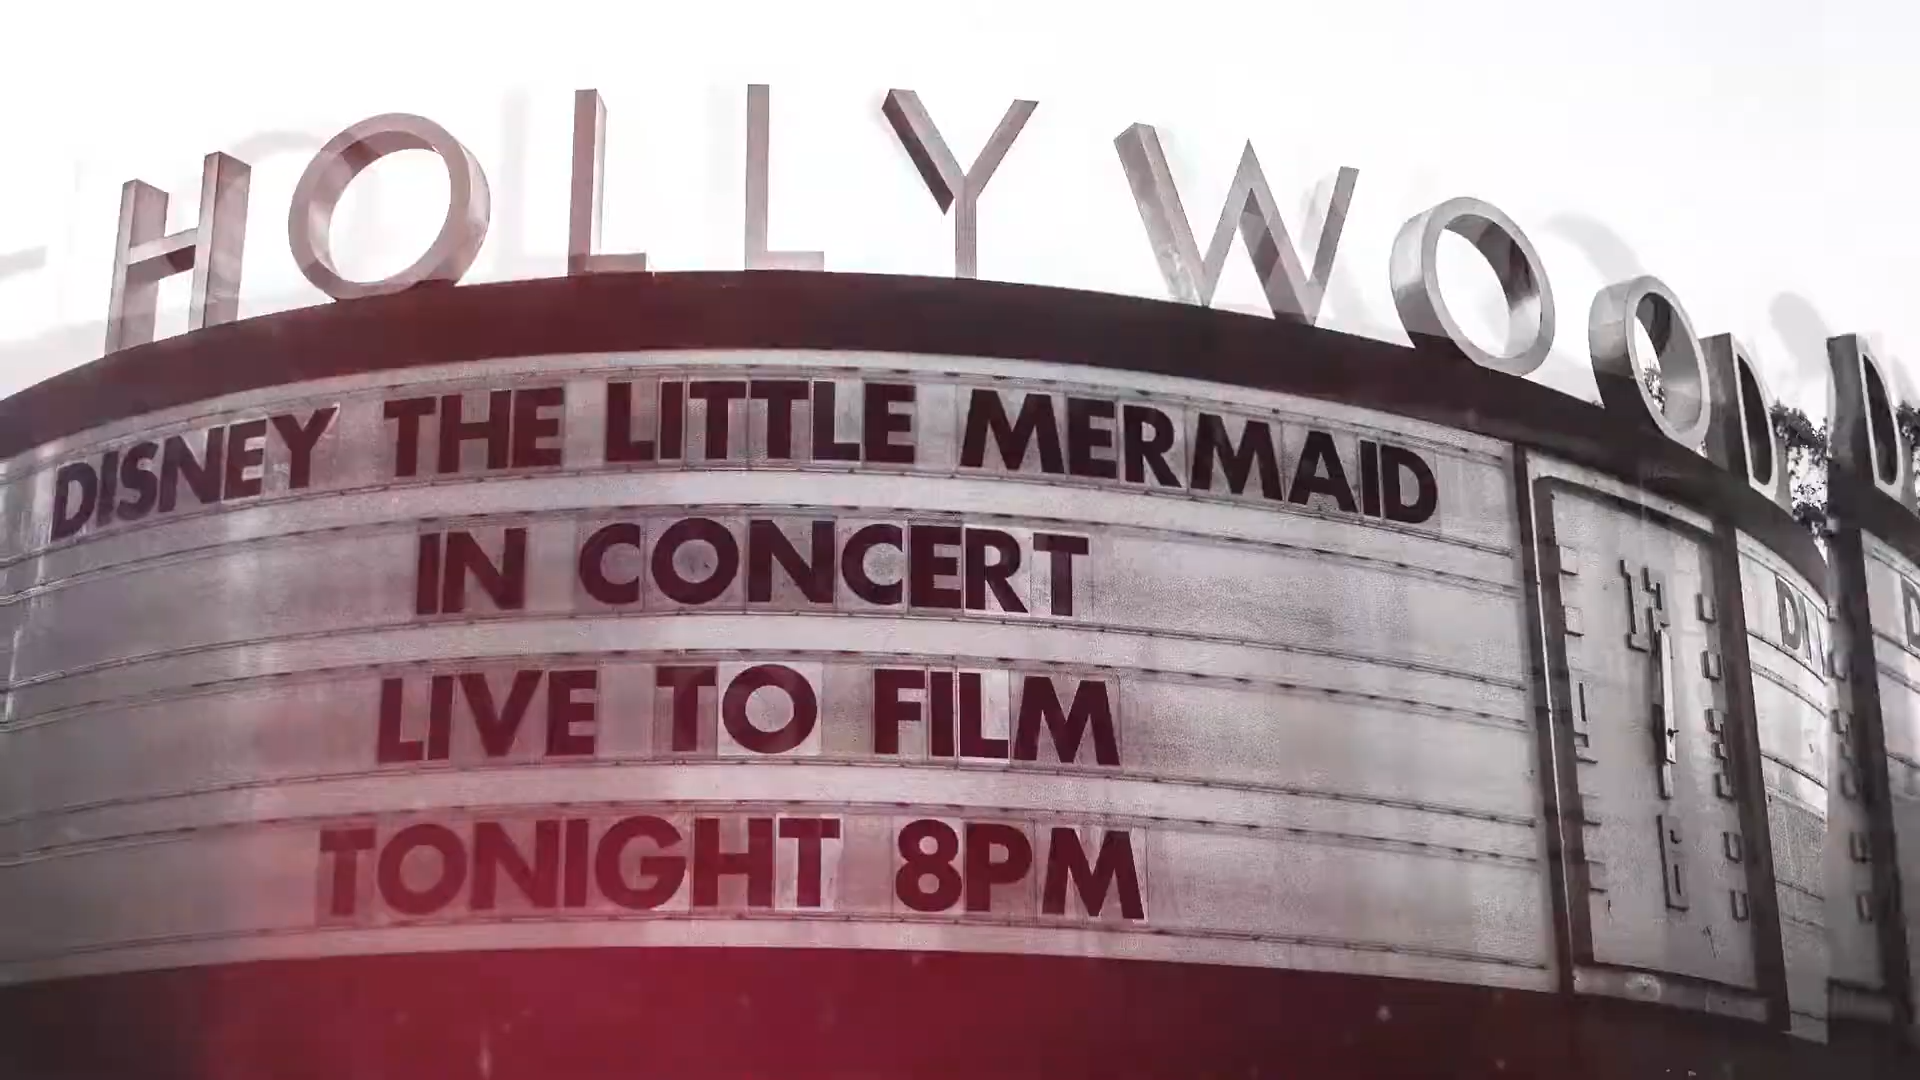 HOLLYWOOD
DISNEY THE LITTLE MERMAID
IN CONCERT
LIVE TO FILM
TONIGHT 8PM